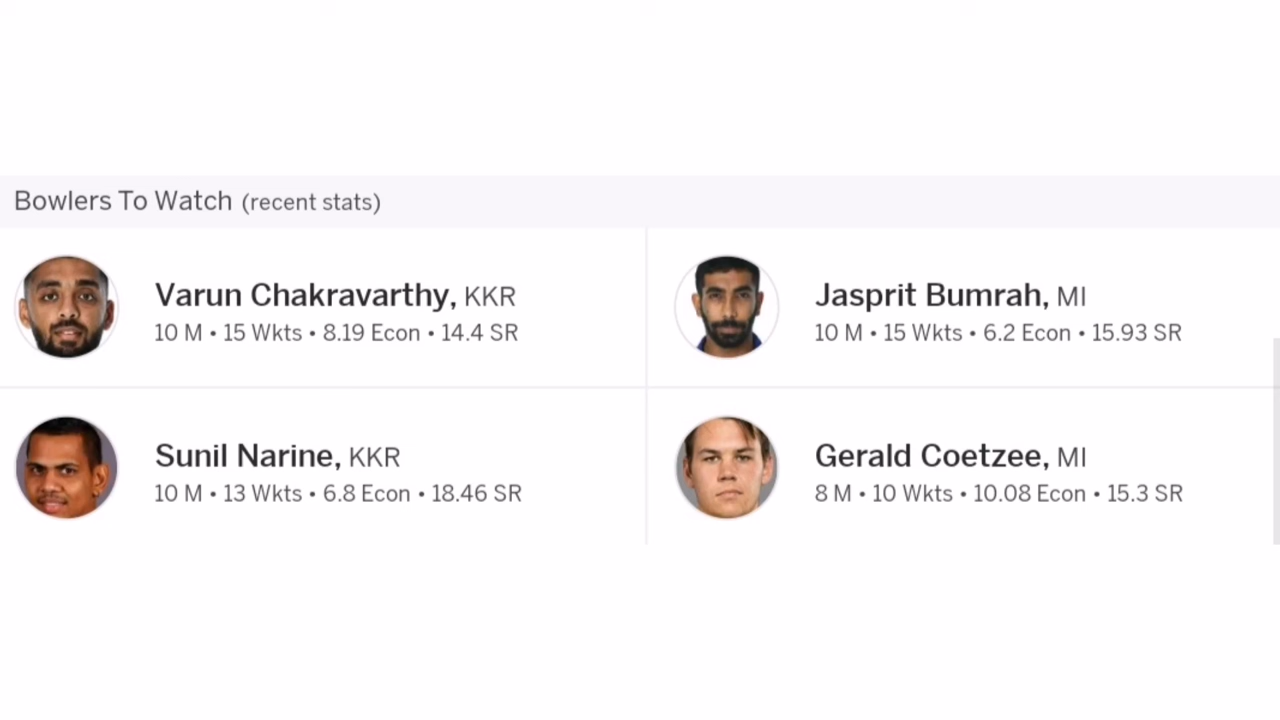 Bowlers To Watch (recent stats)
Varun Chakravarthy, KKR
10 M • 15 Wkts • 8.19 Econ • 14.4 SR
Jasprit Bumrah, MI
10 M • 15 Wkts • 6.2 Econ • 15.93 SR
Sunil Narine, KKR
10 M • 13 Wkts • 6.8 Econ • 18.46 SR
Gerald Coetzee, MI
8 M • 10 Wkts • 10.08 Econ • 15.3 SR